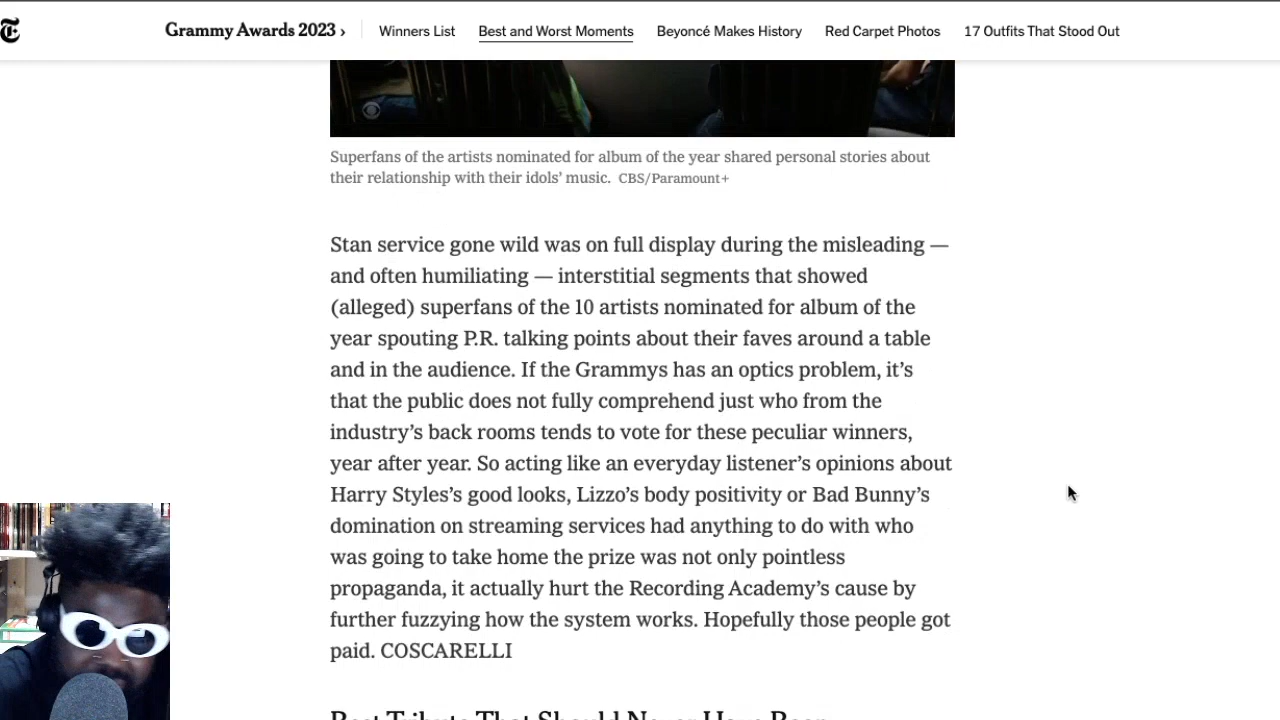 Grammy Awards 2023 ›
Winners List
Best and Worst Moments
Beyoncé Makes History
Red Carpet Photos
17 Outfits That Stood Out
Superfans of the artists nominated for album of the year shared personal stories about
their relationship with their idols’ music. CBS/Paramount+
Stan service gone wild was on full display during the misleading —
and often humiliating — interstitial segments that showed
(alleged) superfans of the 10 artists nominated for album of the
year spouting P.R. talking points about their faves around a table
and in the audience. If the Grammys has an optics problem, it’s
that the public does not fully comprehend just who from the
industry’s back rooms tends to vote for these peculiar winners,
year after year. So acting like an everyday listener’s opinions about
Harry Styles’s good looks, Lizzo’s body positivity or Bad Bunny’s
domination on streaming services had anything to do with who
was going to take home the prize was not only pointless
propaganda, it actually hurt the Recording Academy’s cause by
further fuzzying how the system works. Hopefully those people got
paid. COSCARELLI
Best Tribute That Should Never Have Been